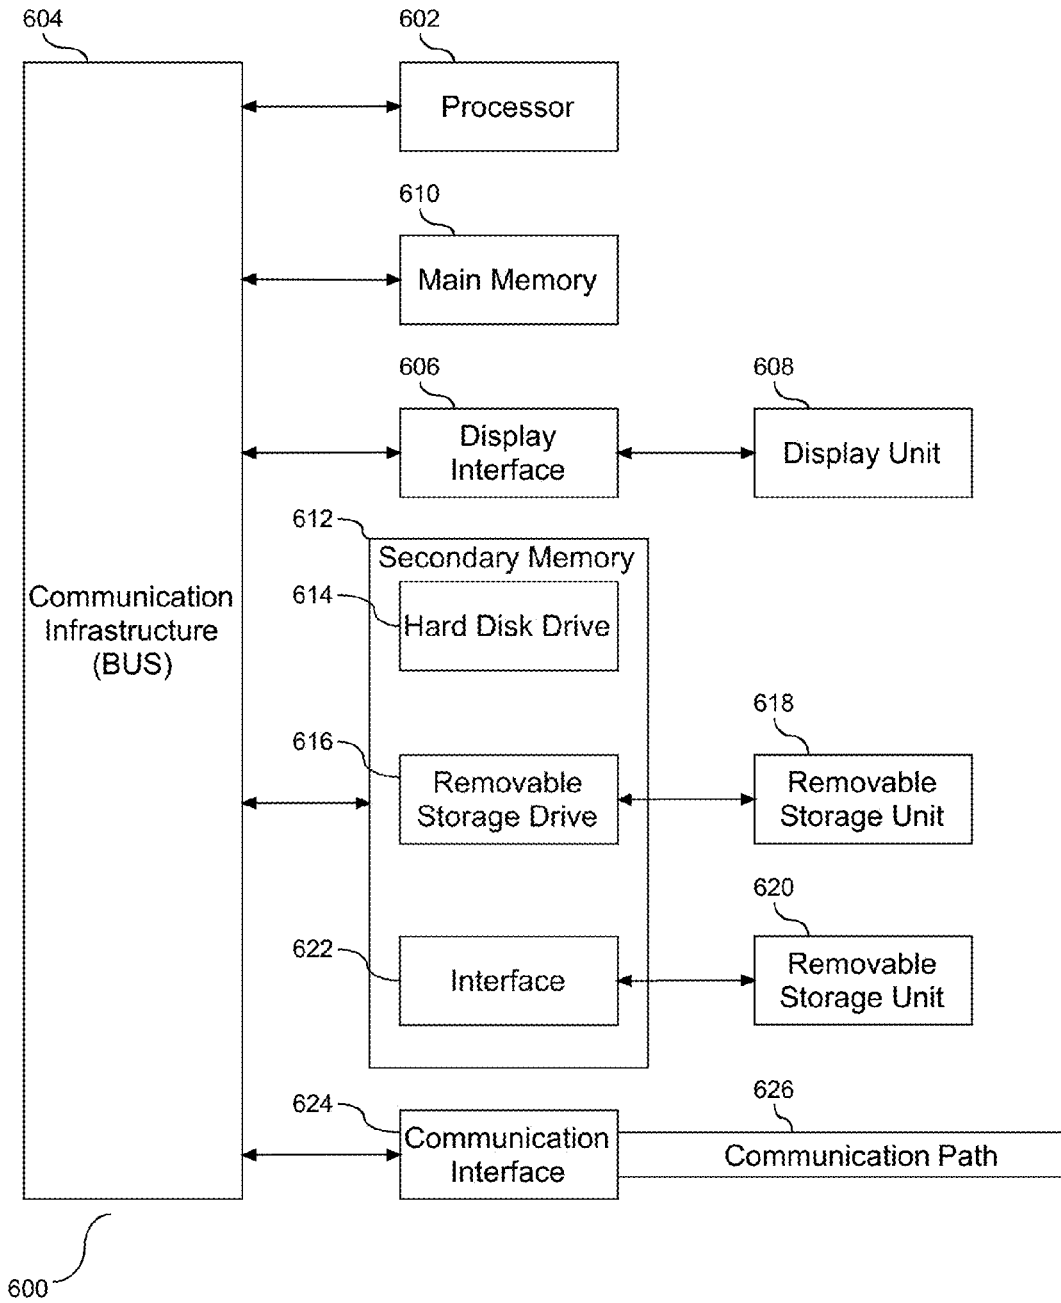 604
602
Processor
610
Main Memory
606
608
Display
Interface
Display Unit
612
Secondary Memory
614
Hard Disk Drive
Communication
Infrastructure
(BUS)
616
618
Removable
Storage Drive
Removable
Storage Unit
620
622
Interface
Removable
Storage Unit
624
626
Communication
Interface
Communication Path
600